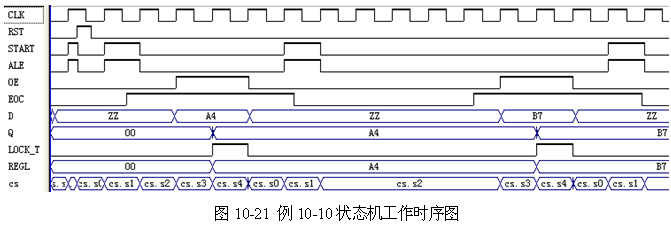 CLK
RST
START
ALE
OE
EOC
D ZZ A4 ZZ B7 ZZ
Q 00 A4 B7
LOCK_T
REGL 00 A4 B7
cs cs.s0 cs.s1 cs.s2 cs.s3 cs.s4 cs.s0 cs.s1 cs.s2 cs.s3 cs.s4 cs.s0 cs.s1
图 10-21 例 10-10 状态机工作时序图